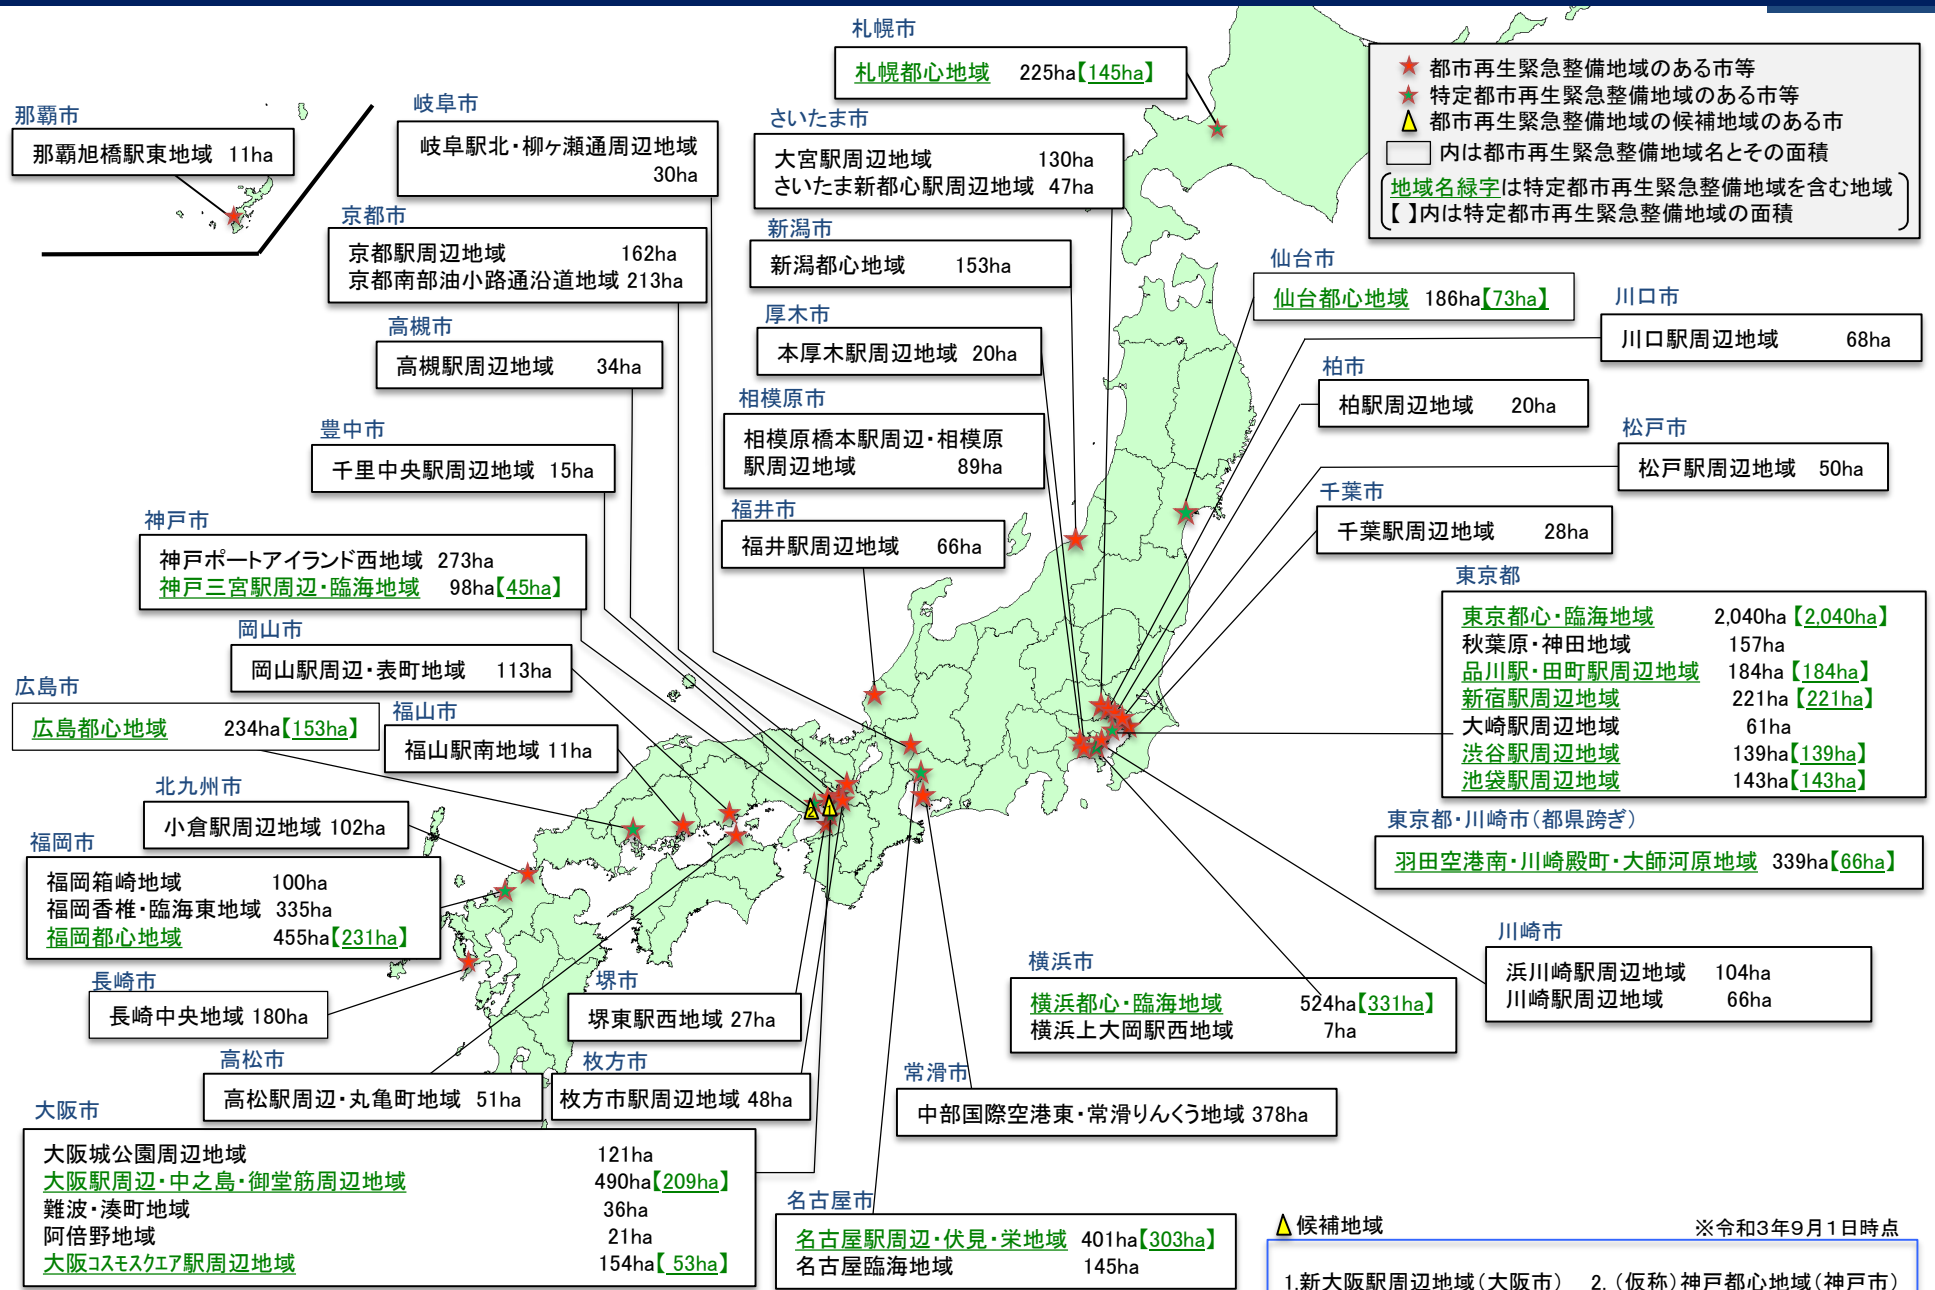 札幌市
札幌都心地域 225ha【145ha】
★ 都市再生緊急整備地域のある市等
★ 特定都市再生緊急整備地域のある市等
△ 都市再生緊急整備地域の候補地域のある市
内は都市再生緊急整備地域名とその面積
地域名緑字は特定都市再生緊急整備地域を含む地域
【 】内は特定都市再生緊急整備地域の面積
那覇市
那覇旭橋駅東地域 11ha
岐阜市
岐阜駅北・柳ヶ瀬通周辺地域
30ha
さいたま市
大宮駅周辺地域 130ha
さいたま新都心駅周辺地域 47ha
京都市
京都駅周辺地域 162ha
京都南部油小路通沿道地域 213ha
新潟市
新潟都心地域 153ha
仙台市
仙台都心地域 186ha【73ha】
川口市
川口駅周辺地域 68ha
高槻市
高槻駅周辺地域 34ha
厚木市
本厚木駅周辺地域 20ha
柏市
柏駅周辺地域 20ha
豊中市
千里中央駅周辺地域 15ha
相模原市
相模原橋本駅周辺・相模原
駅周辺地域 89ha
松戸市
松戸駅周辺地域 50ha
千葉市
千葉駅周辺地域 28ha
神戸市
神戸ポートアイランド西地域 273ha
神戸三宮駅周辺・臨海地域 98ha【45ha】
福井市
福井駅周辺地域 66ha
東京都
東京都心・臨海地域 2,040ha【2,040ha】
秋葉原・神田地域 157ha
品川駅・田町駅周辺地域 184ha【184ha】
新宿駅周辺地域 221ha【221ha】
大崎駅周辺地域 61ha
渋谷駅周辺地域 139ha【139ha】
池袋駅周辺地域 143ha【143ha】
岡山市
岡山駅周辺・表町地域 113ha
広島市
広島都心地域 234ha【153ha】
福山市
福山駅南地域 11ha
北九州市
小倉駅周辺地域 102ha
2
1
東京都・川崎市(都県跨ぎ)
羽田空港南・川崎殿町・大師河原地域 339ha【66ha】
福岡市
福岡箱崎地域 100ha
福岡香椎・臨海東地域 335ha
福岡都心地域 455ha【231ha】
川崎市
浜川崎駅周辺地域 104ha
川崎駅周辺地域 66ha
長崎市
長崎中央地域 180ha
堺市
堺東駅西地域 27ha
横浜市
横浜都心・臨海地域 524ha【331ha】
横浜上大岡駅西地域 7ha
高松市
高松駅周辺・丸亀町地域 51ha
枚方市
枚方市駅周辺地域 48ha
常滑市
中部国際空港東・常滑りんくう地域 378ha
大阪市
大阪城公園周辺地域 121ha
大阪駅周辺・中之島・御堂筋周辺地域 490ha【209ha】
難波・湊町地域 36ha
阿倍野地域 21ha
大阪コスモスクエア駅周辺地域 154ha【 53ha】
名古屋市
名古屋駅周辺・伏見・栄地域 401ha【303ha】
名古屋臨海地域 145ha
△候補地域 ※令和3年9月1日時点
1.新大阪駅周辺地域(大阪市) 2.(仮称)神戸都心地域(神戸市)